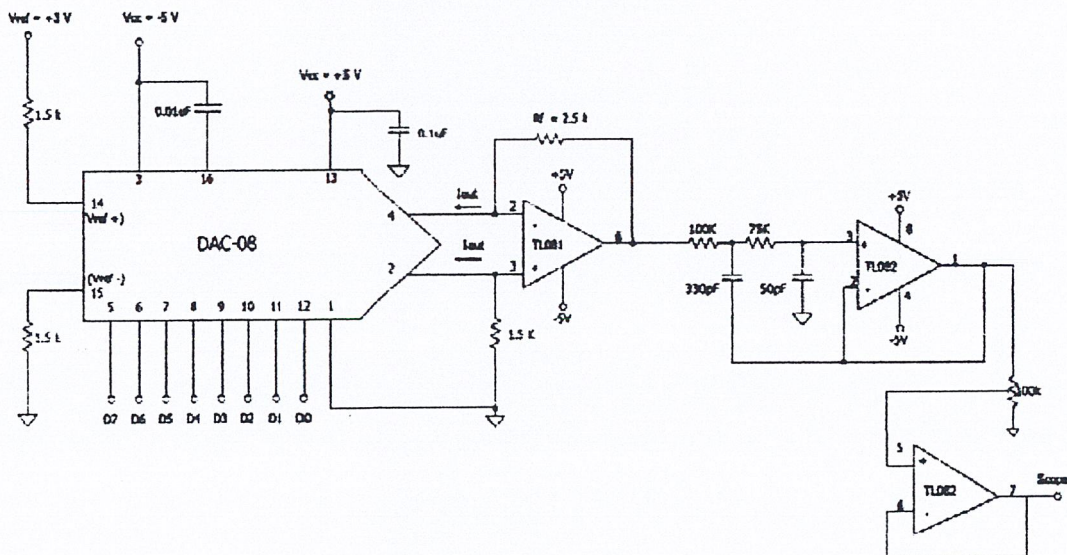 Vref = +3 V
Vcc = -5 V
Vcc = +5 V
1.5 k
0.01uF
0.1uF
Rf = 2.5 k
3
16
13
14
(Vref +)
DAC-08
(Vref -)
15
4
2
Iout
Iout
2
-
3
+
TL081
6
+5V
-5V
100K
75K
330pF
50pF
3
+
TL082
1
+5V
8
4
-5V
1.5 k
5
6
7
8
9
10
11
12
1
D7
D6
D5
D4
D3
D2
D1
D0
1.5 K
5
+
TL082
7
6
-
Scope